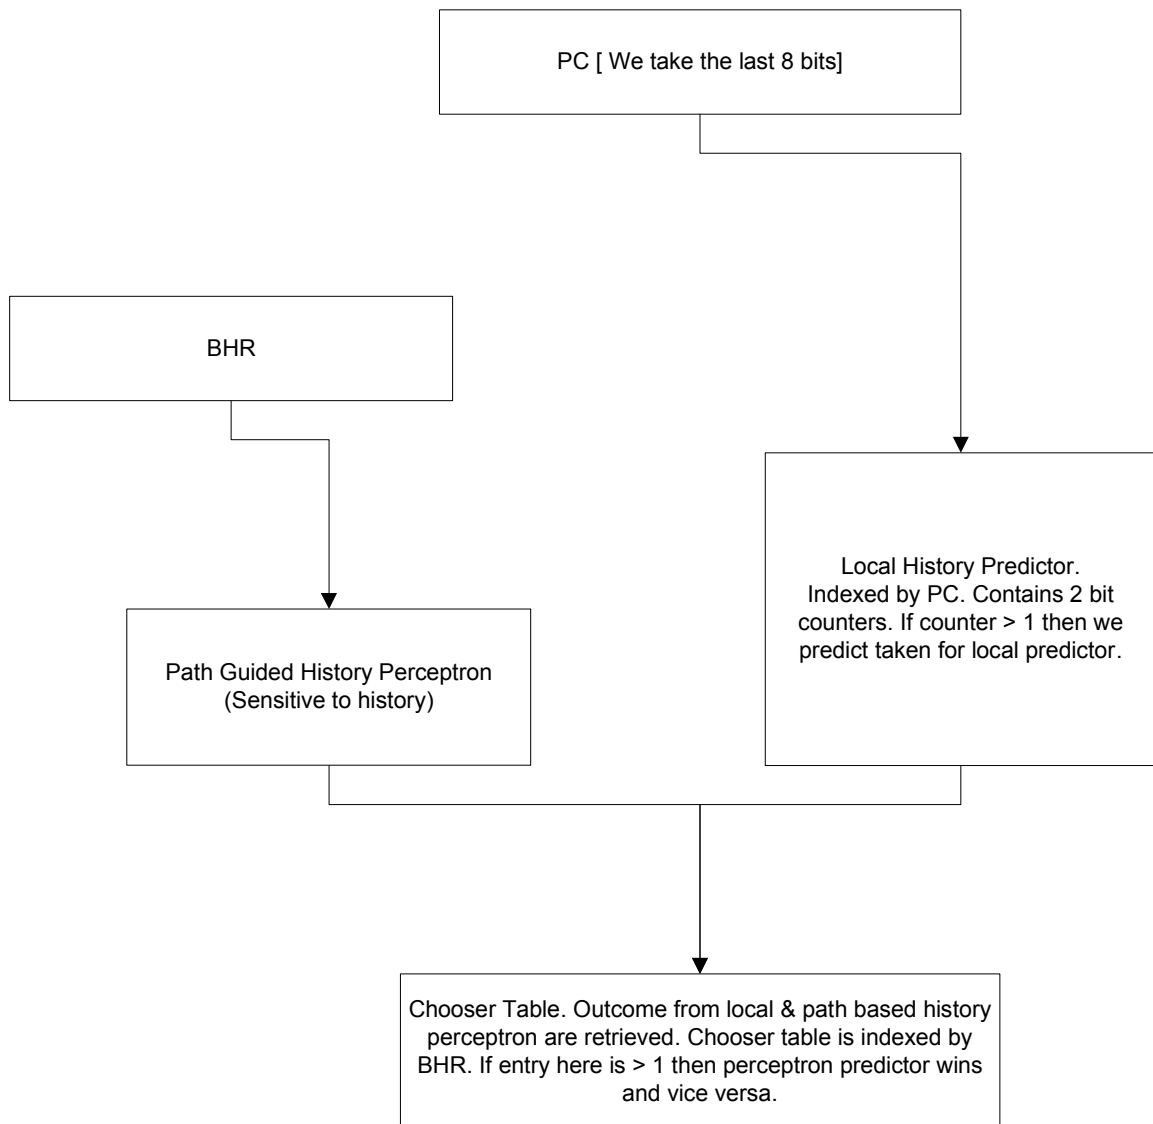 PC [ We take the last 8 bits]
BHR
Local History Predictor.
Indexed by PC. Contains 2 bit
counters. If counter > 1 then we
predict taken for local predictor.
Path Guided History Perceptron
(Sensitive to history)
Chooser Table. Outcome from local & path based history
perceptron are retrieved. Chooser table is indexed by
BHR. If entry here is > 1 then perceptron predictor wins
and vice versa.